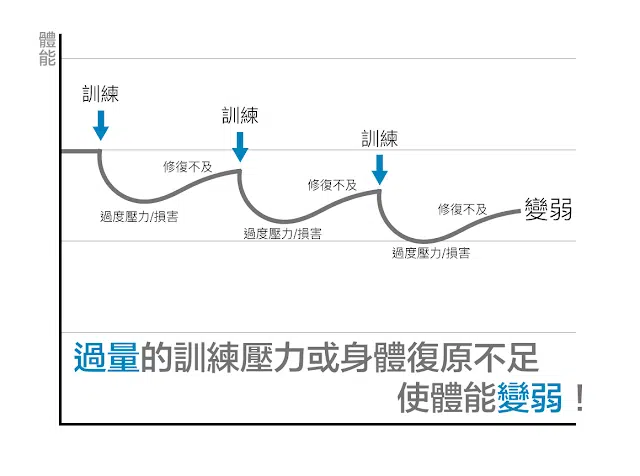 體能
訓練
訓練
訓練
修復不及
修復不及
修復不及
變弱
過度壓力/損害
過度壓力/損害
過度壓力/損害
過量的訓練壓力或身體復原不足
使體能變弱！